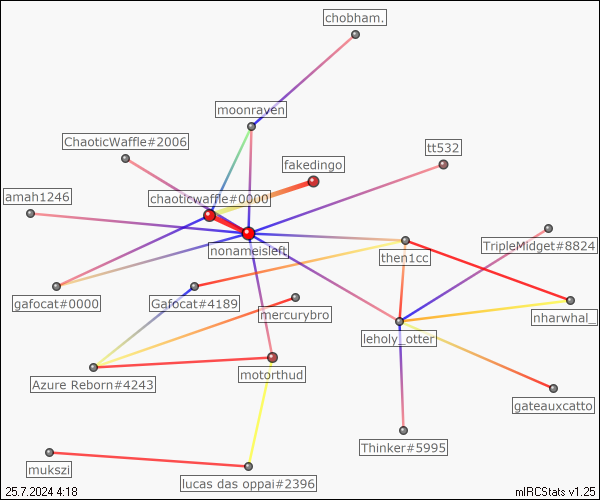 chobham.
moonraven
ChaoticWaffle#2006
tt532
fakedingo
amah1246
chaoticwaffle#0000
nonameisleft
TripleMidget#8824
then1cc
gafocat#0000
Gafocat#4189
mercurybro
nharwhal_
leholy_otter
Azure Reborn#4243
motorthud
gateauxcatto
Thinker#5995
mukszi
lucas das oppai#2396
25.7.2024 4:18
mIRCStats v1.25